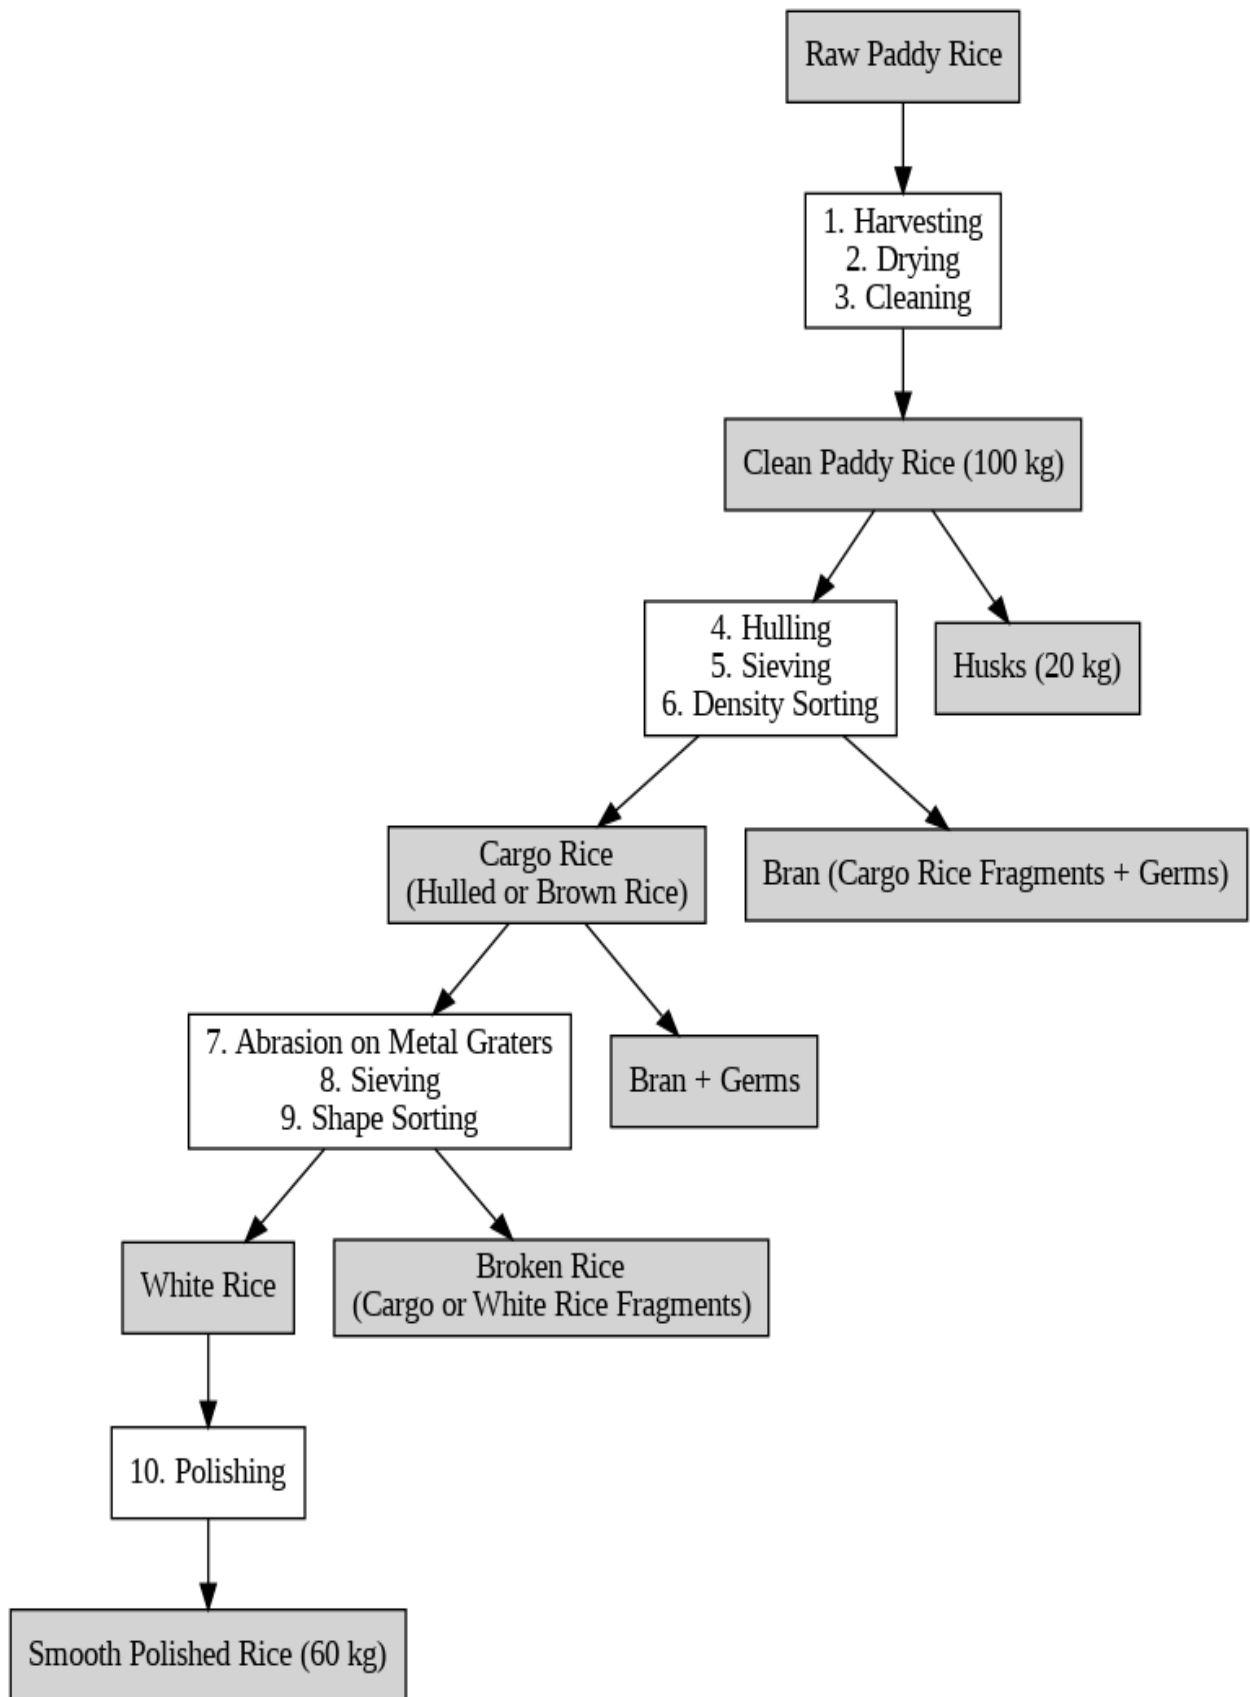 Raw Paddy Rice
1. Harvesting
2. Drying
3. Cleaning
Clean Paddy Rice (100 kg)
4. Hulling
5. Sieving
6. Density Sorting
Husks (20 kg)
Cargo Rice
(Hulled or Brown Rice)
Bran (Cargo Rice Fragments + Germs)
7. Abrasion on Metal Graters
8. Sieving
9. Shape Sorting
Bran + Germs
White Rice
Broken Rice
(Cargo or White Rice Fragments)
10. Polishing
Smooth Polished Rice (60 kg)